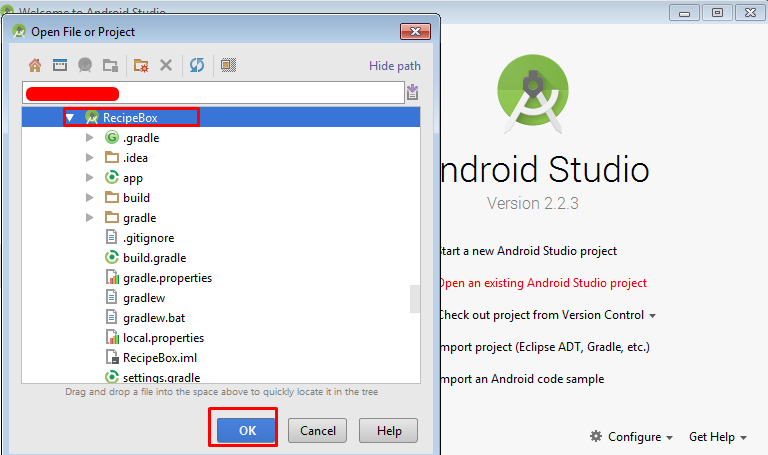 Welcome to Android Studio
Open File or Project
Hide path
RecipeBox
.gradle
.idea
app
build
gradle
.gitignore
build.gradle
gradle.properties
gradlew
gradlew.bat
local.properties
RecipeBox.iml
settings.gradle
Drag and drop a file into the space above to quickly locate it in the tree
OK
Cancel
Help
ndroid Studio
Version 2.2.3
Start a new Android Studio project
Open an existing Android Studio project
Check out project from Version Control
mport project (Eclipse ADT, Gradle, etc.)
mport an Android code sample
Configure
Get Help